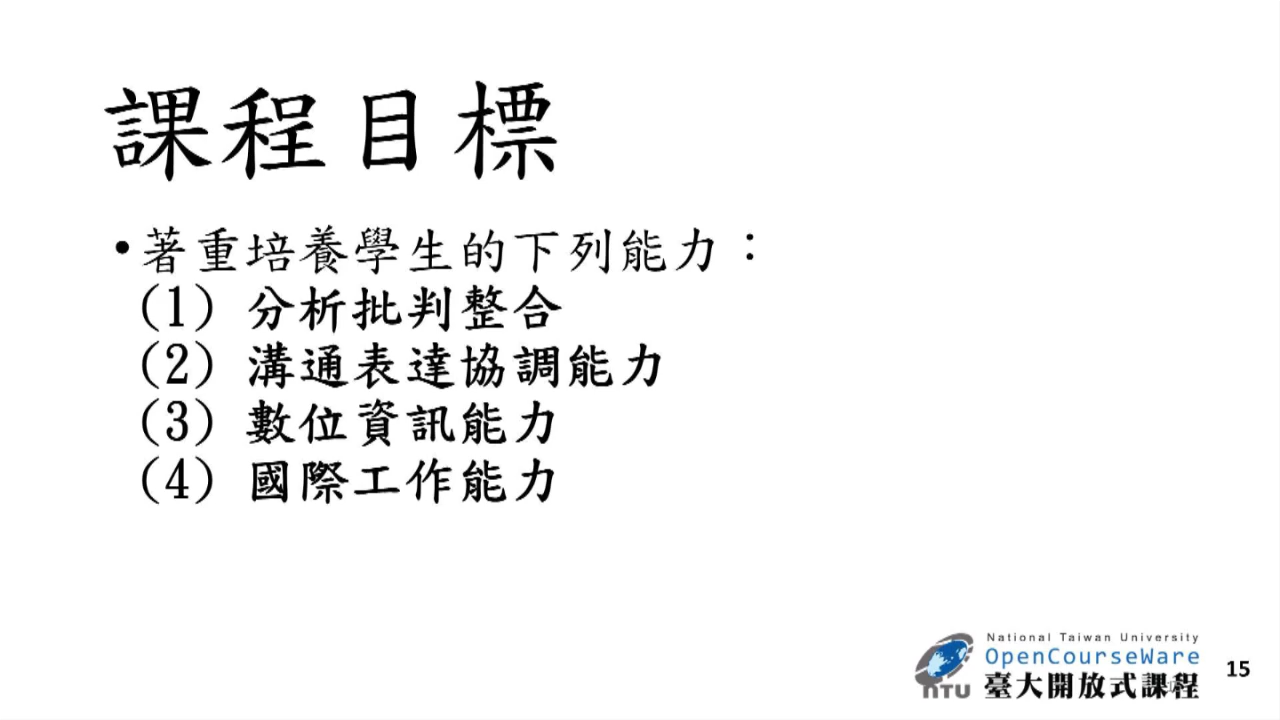 課程目標
•著重培養學生的下列能力：
(1) 分析批判整合
(2) 溝通表達協調能力
(3) 數位資訊能力
(4) 國際工作能力
National Taiwan University
OpenCourseWare
NTU 臺大開放式課程
15